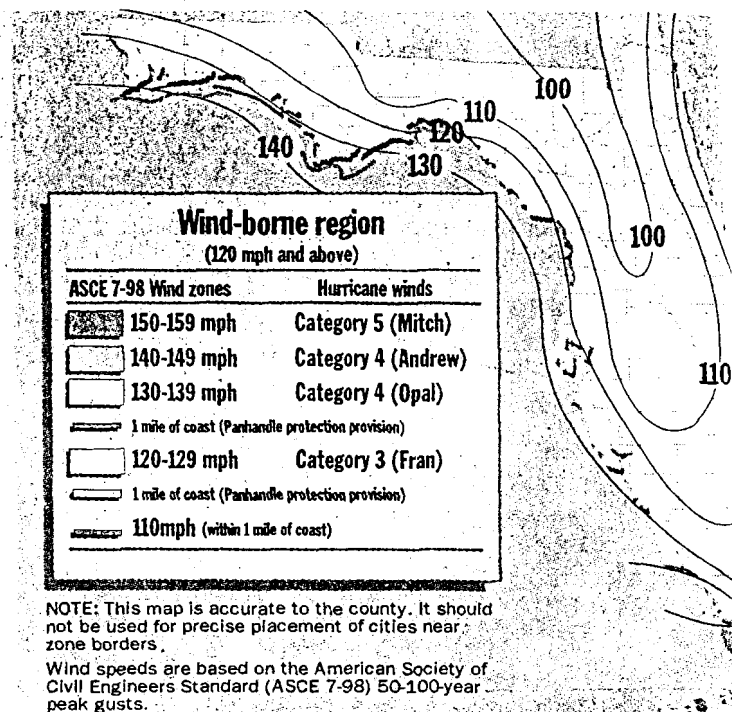 100
110
120
140
130
100
110
Wind-borne region
(120 mph and above)
ASCE 7-98 Wind zones Hurricane winds
150-159 mph Category 5 (Mitch)
140-149 mph Category 4 (Andrew)
130-139 mph Category 4 (Opal)
1 mile of coast (Panhandle protection provision)
120-129 mph Category 3 (Fran)
1 mile of coast (Panhandle protection provision)
110mph (within 1 mile of coast)
NOTE: This map is accurate to the county. It should
not be used for precise placement of cities near
zone borders.
Wind speeds are based on the American Society of
Civil Engineers Standard (ASCE 7-98) 50-100-year
peak gusts.